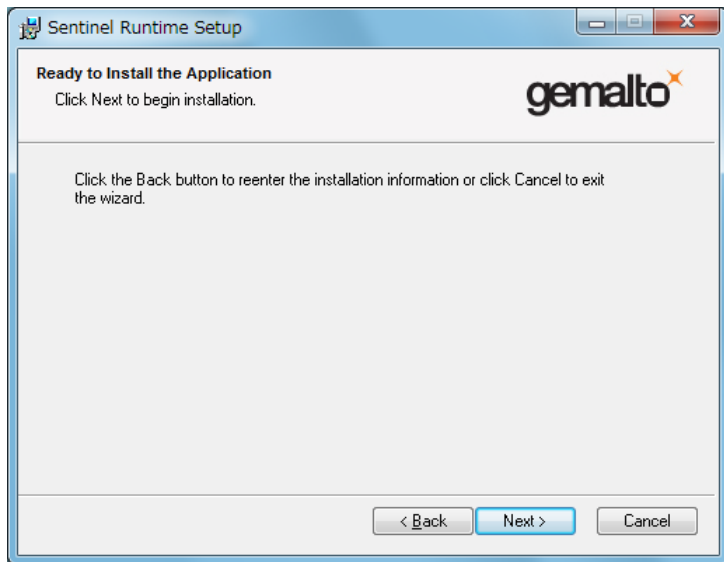 Sentinel Runtime Setup
Ready to Install the Application
Click Next to begin installation.
gemalto
Click the Back button to reenter the installation information or click Cancel to exit
the wizard.
< Back
Next >
Cancel